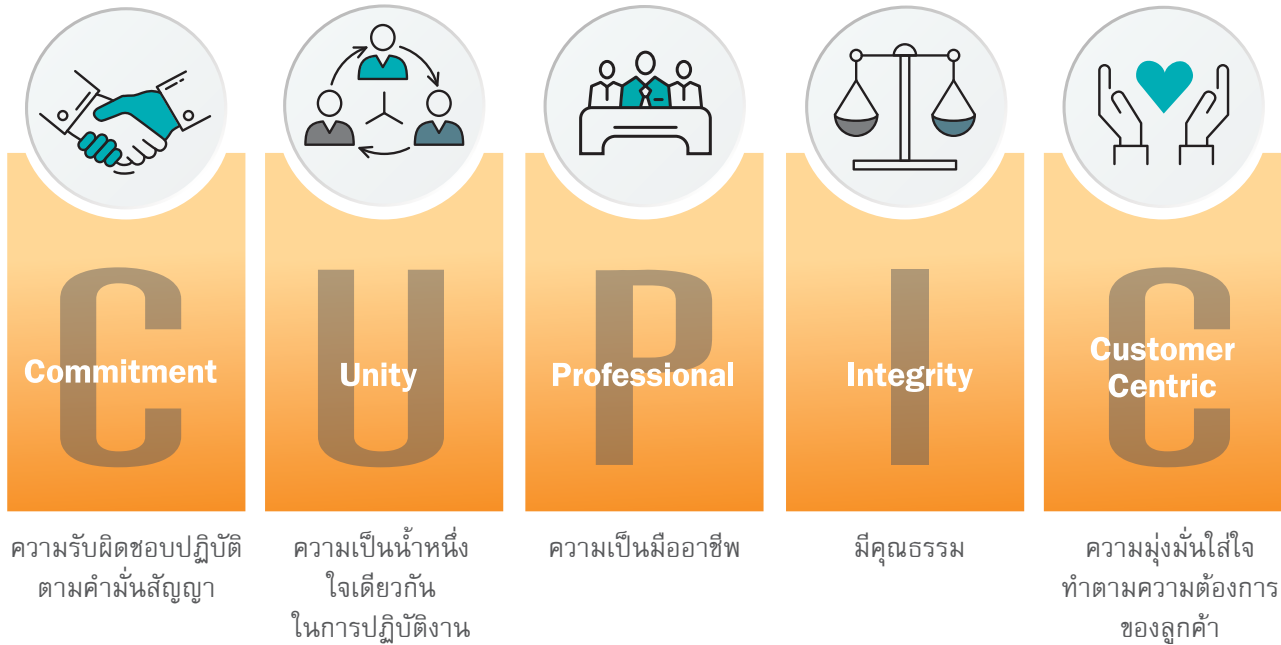 C
Commitment
ความรับผิดชอบปฏิบัติ
ตามคำมั่นสัญญา
U
Unity
ความเป็นน้ำหนึ่ง
ใจเดียวกัน
ในการปฏิบัติงาน
P
Professional
ความเป็นมืออาชีพ
I
Integrity
มีคุณธรรม
C
Customer
Centric
ความมุ่งมั่นใส่ใจ
ทำตามความต้องการ
ของลูกค้า